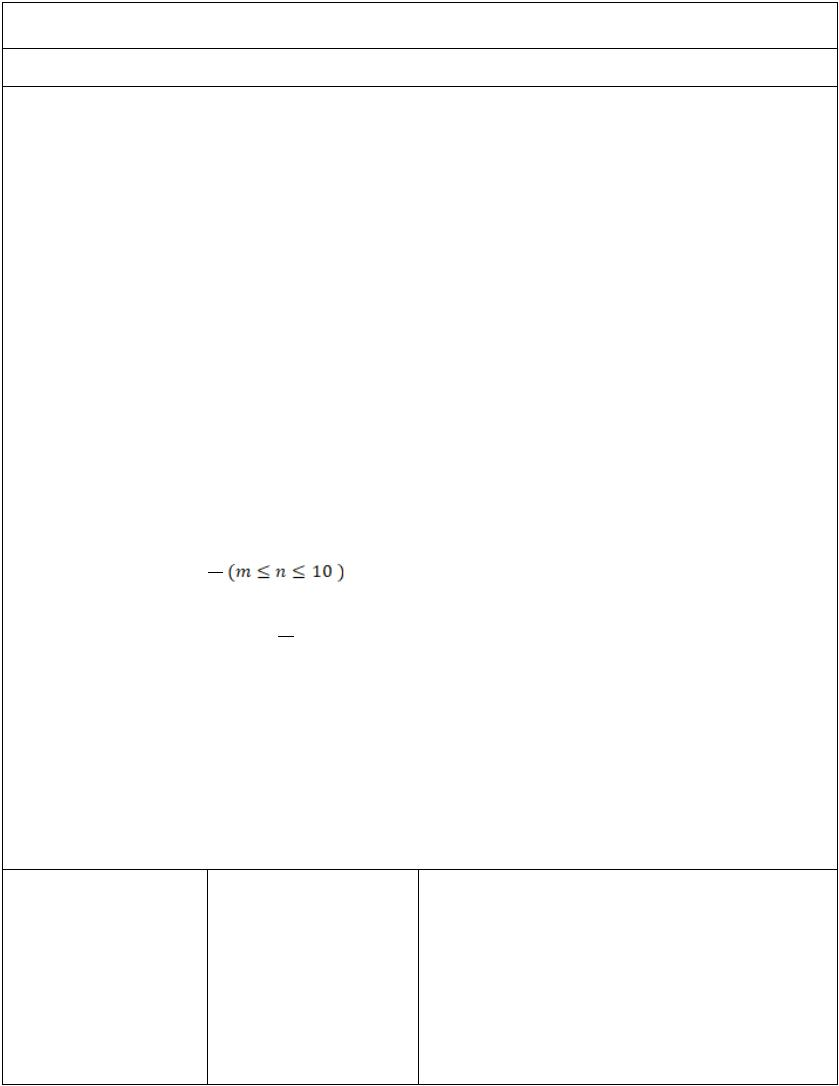 — (m ≤ n ≤ 10 )
—